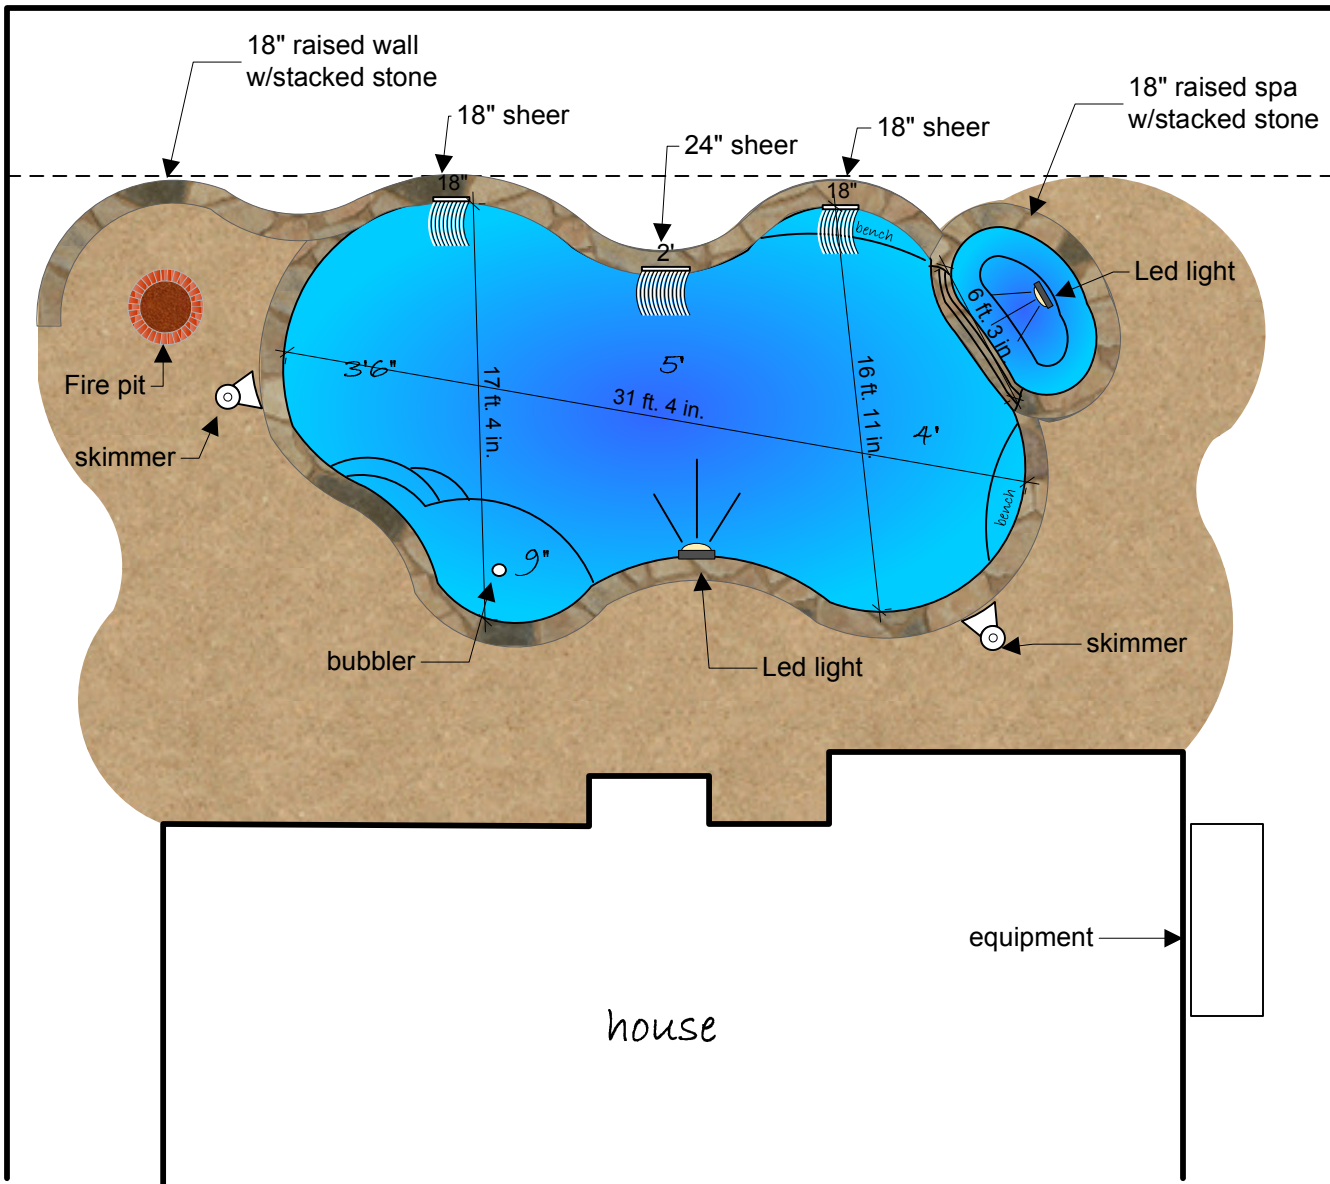 18" raised wall
w/stacked stone
18" sheer
24" sheer
18" sheer
18" raised spa
w/stacked stone
18"
2'
18"
bench
Led light
6 ft. 3 in.
Fire pit
3'6"
5'
17 ft. 4 in.
31 ft. 4 in.
16 ft. 11 in.
4'
skimmer
bench
9"
bubbler
Led light
skimmer
equipment
house